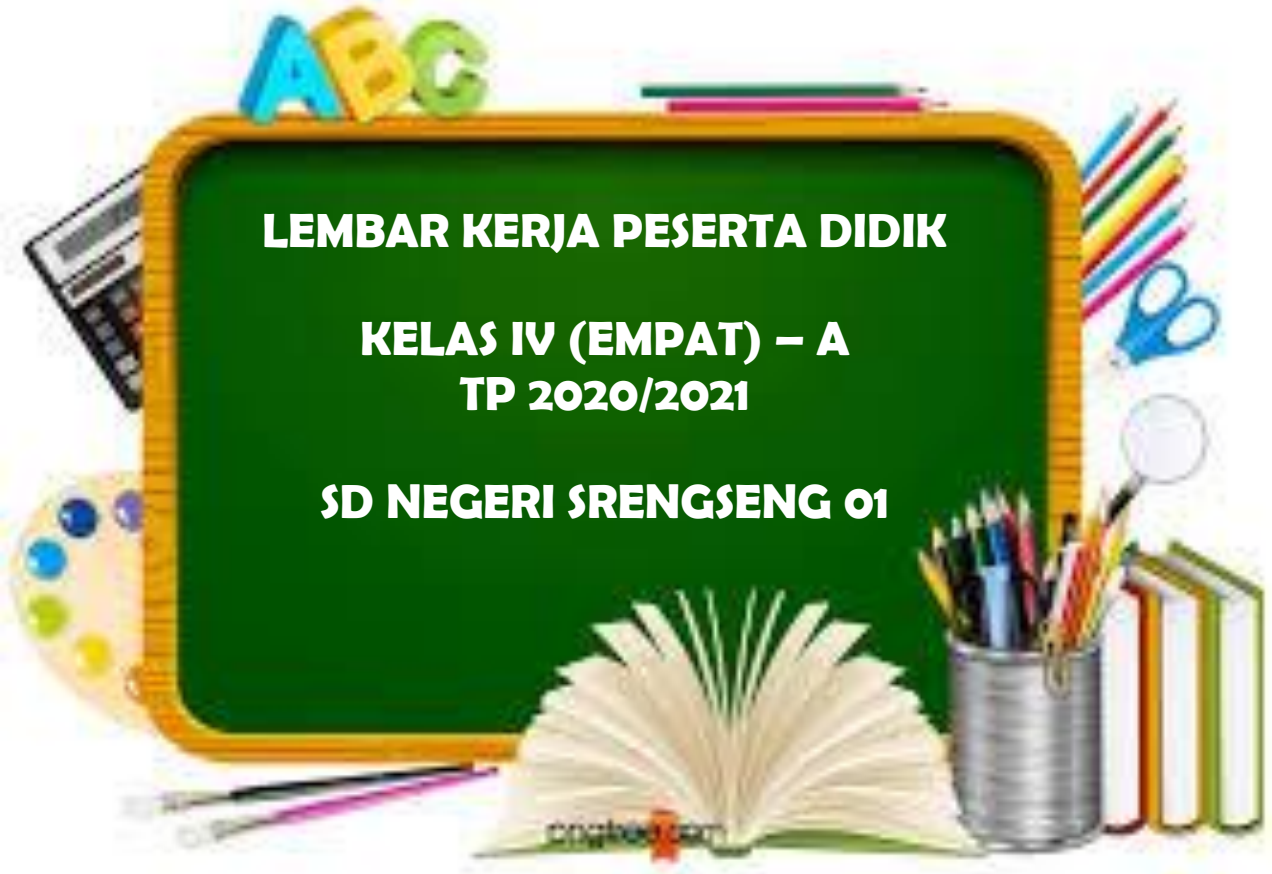 ABC
LEMBAR KERJA PESERTA DIDIK
KELAS IV (EMPAT) – A
TP 2020/2021
SD NEGERI SRENGSENG 01